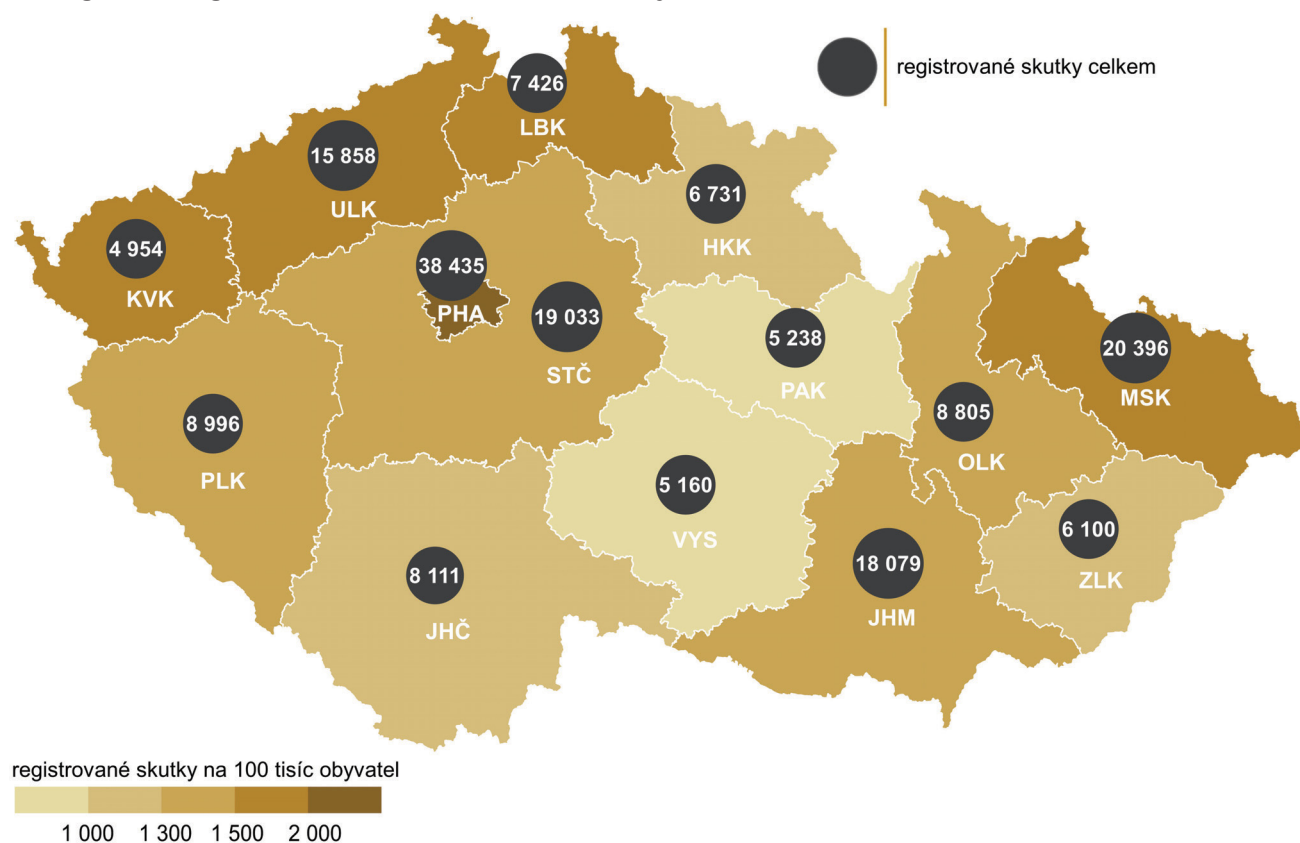 registrované skutky celkem
7 426
LBK
15 858
ULK
6 731
HKK
4 954
KVK
38 435
PHA
19 033
STČ
5 238
PAK
20 396
MSK
8 996
PLK
8 805
OLK
5 160
VYS
6 100
ZLK
8 111
JHČ
18 079
JHM
registrované skutky na 100 tisíc obyvatel
1 000 1 300 1 500 2 000